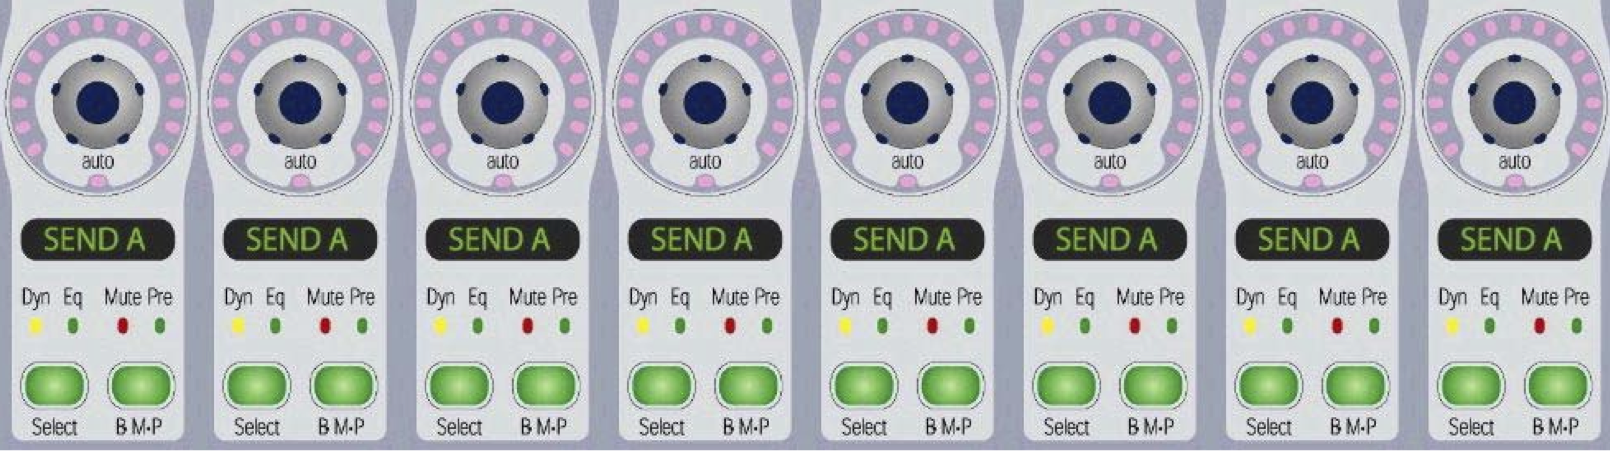 auto auto auto auto auto auto auto auto
SEND A SEND A SEND A SEND A SEND A SEND A SEND A SEND A
Dyn Eq Mute Pre Dyn Eq Mute Pre Dyn Eq Mute Pre Dyn Eq Mute Pre Dyn Eq Mute Pre Dyn Eq Mute Pre Dyn Eq Mute Pre Dyn Eq Mute Pre
Select B M•P Select B M•P Select B M•P Select B M•P Select B M•P Select B M•P Select B M•P Select B M•P